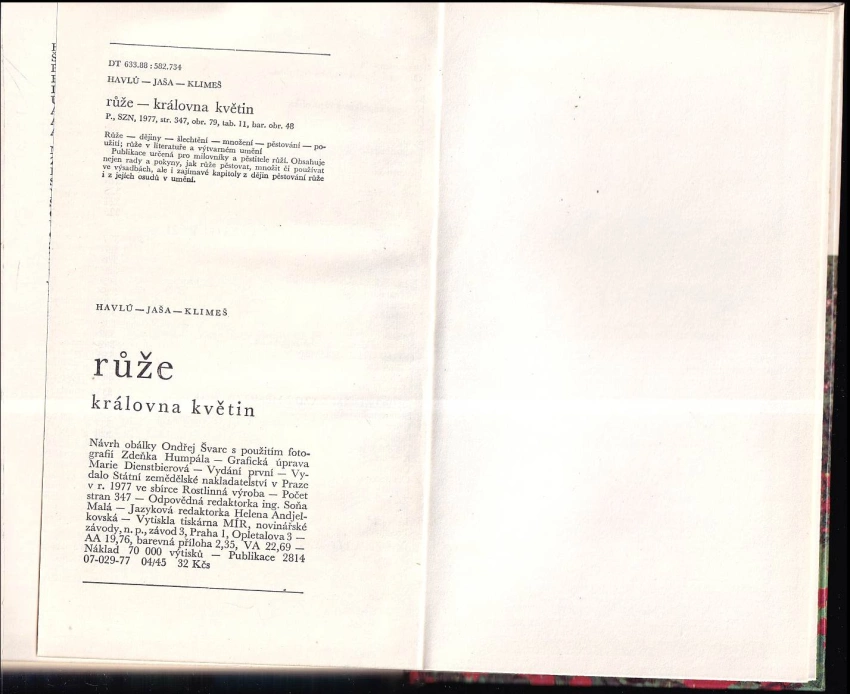 DT 633.88 : 582.734
HAVLŮ — JAŠA — KLIMEŠ
růže — královna květin
P., SZN, 1977, str. 347, obr. 79, tab. 11, bar. obr. 48
Růže — dějiny — šlechtění — množení — pěstování — po-
užití; růže v literatuře a výtvarném umění
Publikace určená pro milovníky a pěstitele růží. Obsahuje
nejen rady a pokyny, jak růže pěstovat, množit či používat
ve výsadbách, ale i zajímavé kapitoly z dějin pěstování růže
i z jejích osudů v umění.
HAVLŮ — JAŠA — KLIMEŠ
růže
královna květin
Návrh obálky Ondřej Švarc s použitím foto-
grafií Zdeňka Humpála — Grafická úprava
Marie Dienstbierová — Vydání první — Vy-
dalo Státní zemědělské nakladatelství v Praze
v r. 1977 ve sbírce Rostlinná výroba — Počet
stran 347 — Odpovědná redaktorka ing. Soňa
Malá — Jazyková redaktorka Helena Andjel-
kovská — Vytiskla tiskárna MÍR, novinářské
závody, n. p., závod 3, Praha 1, Opletalova 3 —
AA 19,76, barevná příloha 2,35, VA 22,69 —
Náklad 70 000 výtisků — Publikace 2814
07-029-77 04/45 32 Kčs